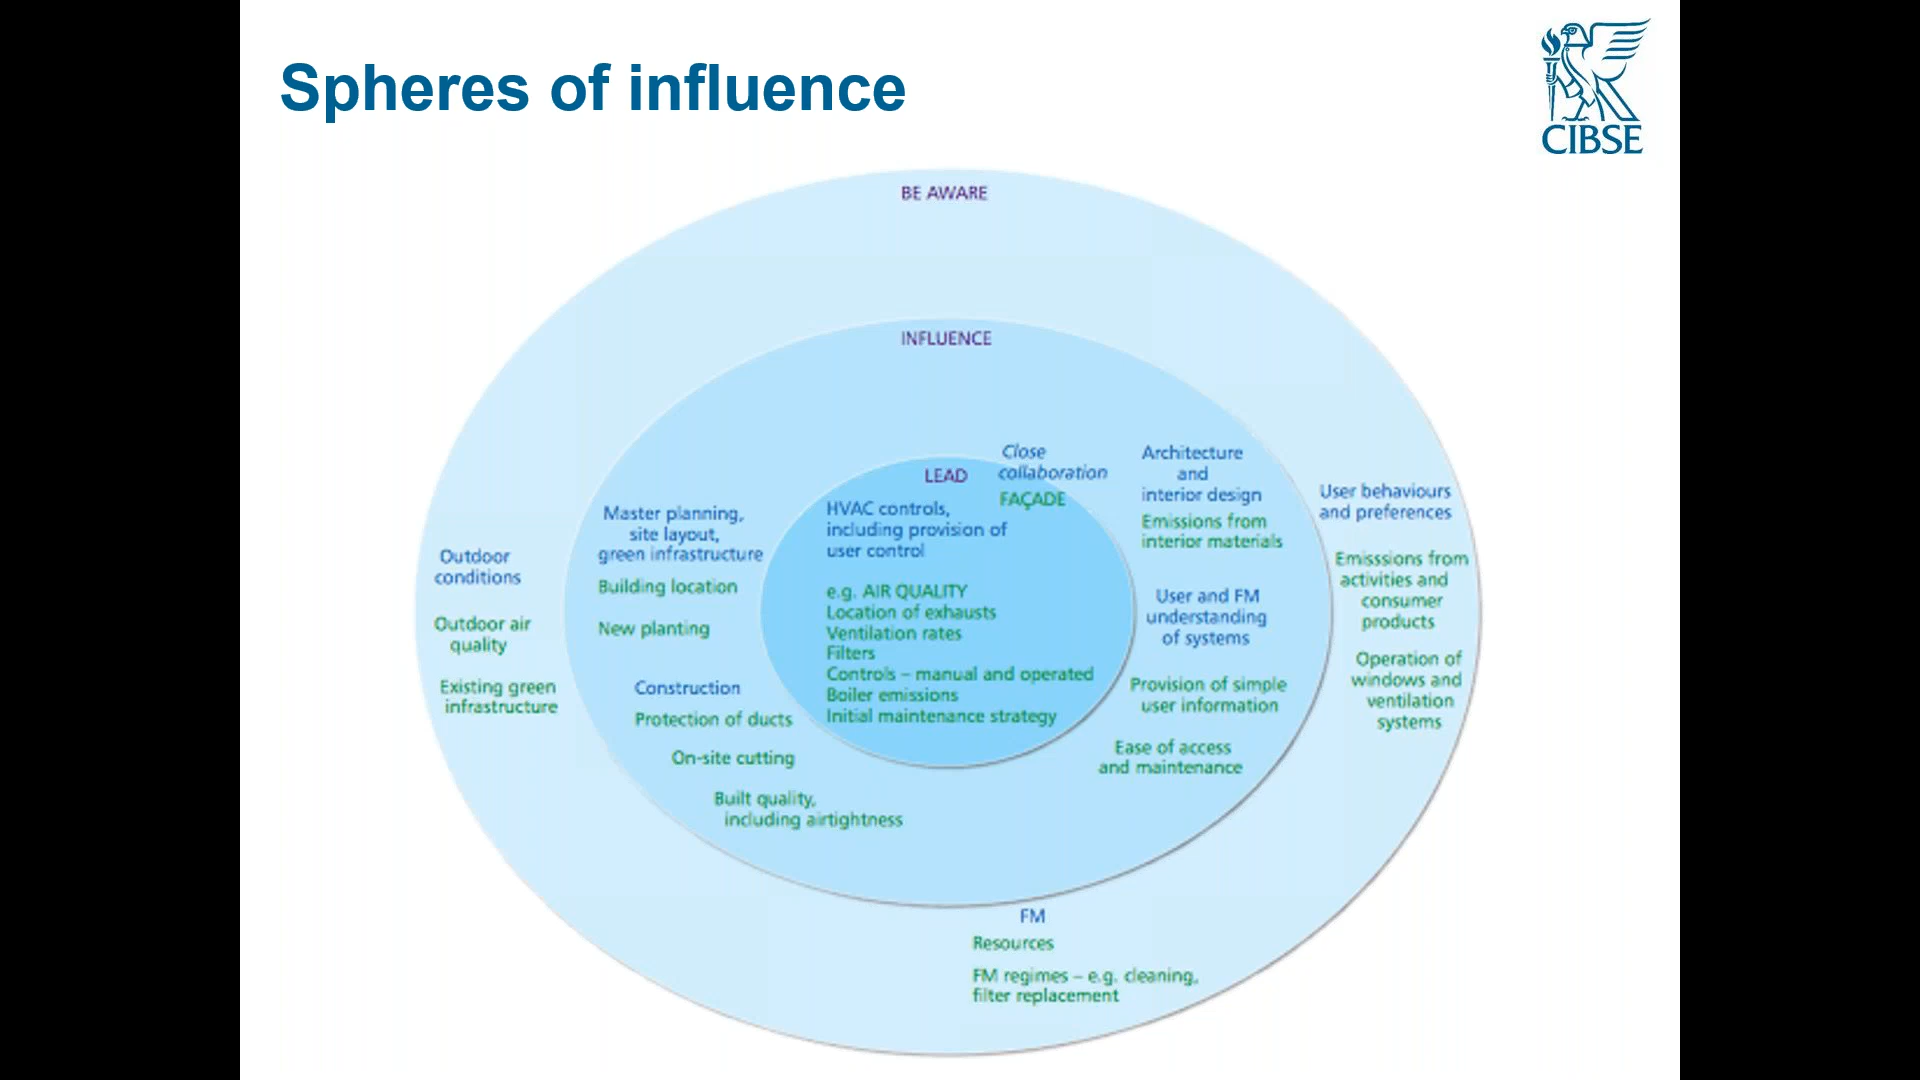 Spheres of influence
CIBSE
BE AWARE
INFLUENCE
LEAD
Close
collaboration
FAÇADE
HVAC controls,
including provision of
user control
e.g. AIR QUALITY
Location of exhausts
Ventilation rates
Filters
Controls – manual and operated
Boiler emissions
Initial maintenance strategy
Architecture
and
interior design
Emissions from
interior materials
User and FM
understanding
of systems
Provision of simple
user information
Ease of access
and maintenance
Master planning,
site layout,
green infrastructure
Building location
New planting
Construction
Protection of ducts
On-site cutting
Built quality,
including airtightness
Outdoor
conditions
Outdoor air
quality
Existing green
infrastructure
User behaviours
and preferences
Emisssions from
activities and
consumer
products
Operation of
windows and
ventilation
systems
FM
Resources
FM regimes – e.g. cleaning,
filter replacement